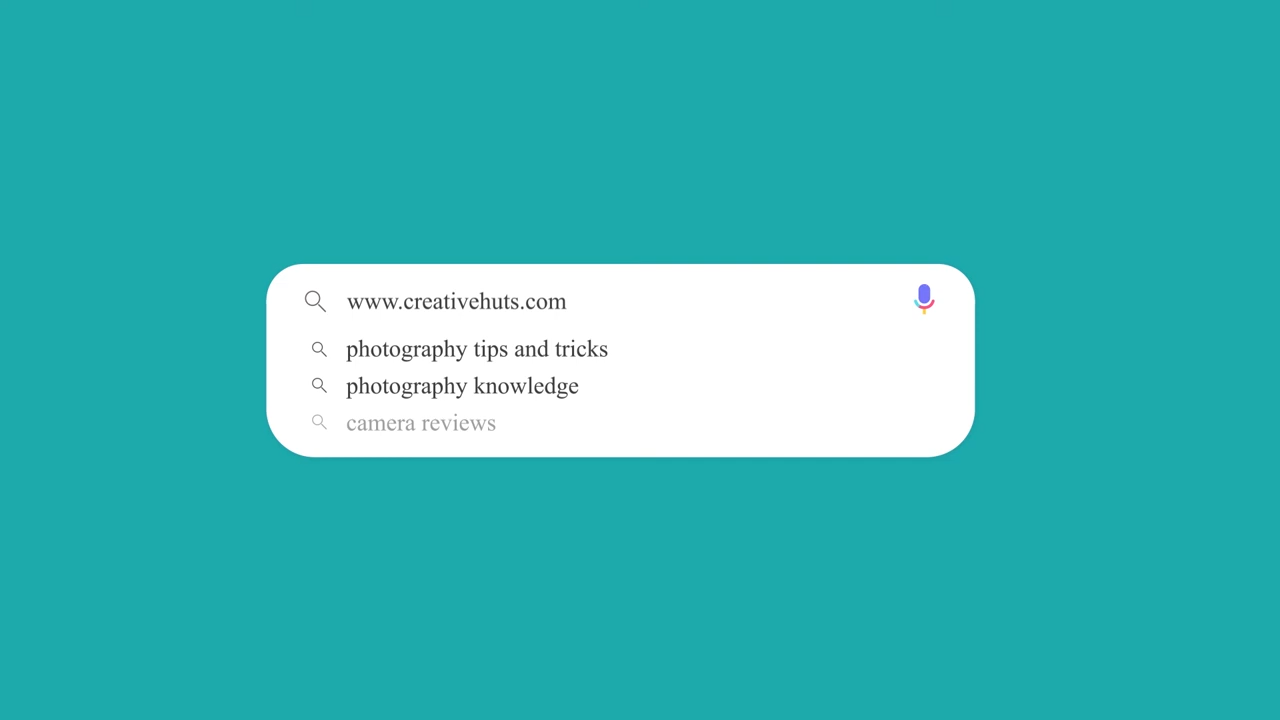 www.creativehuts.com
photography tips and tricks
photography knowledge
camera reviews